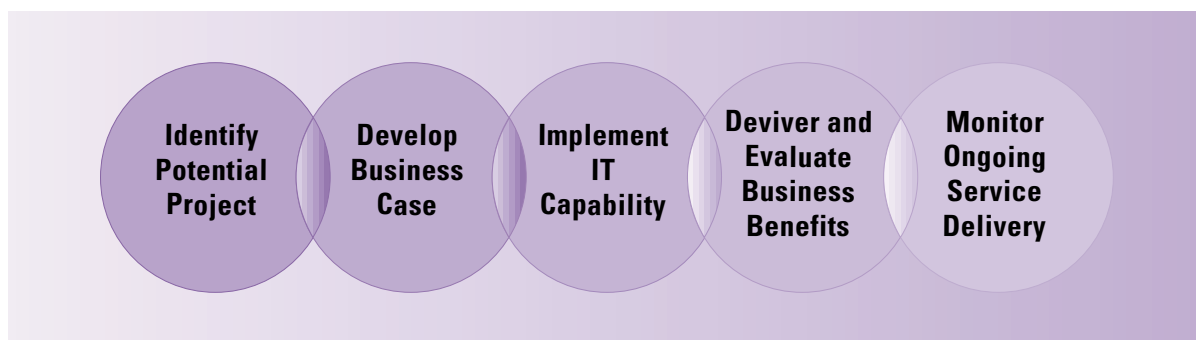 Identify
Potential
Project
Develop
Business
Case
Implement
IT
Capability
Deviver and
Evaluate
Business
Benefits
Monitor
Ongoing
Service
Delivery